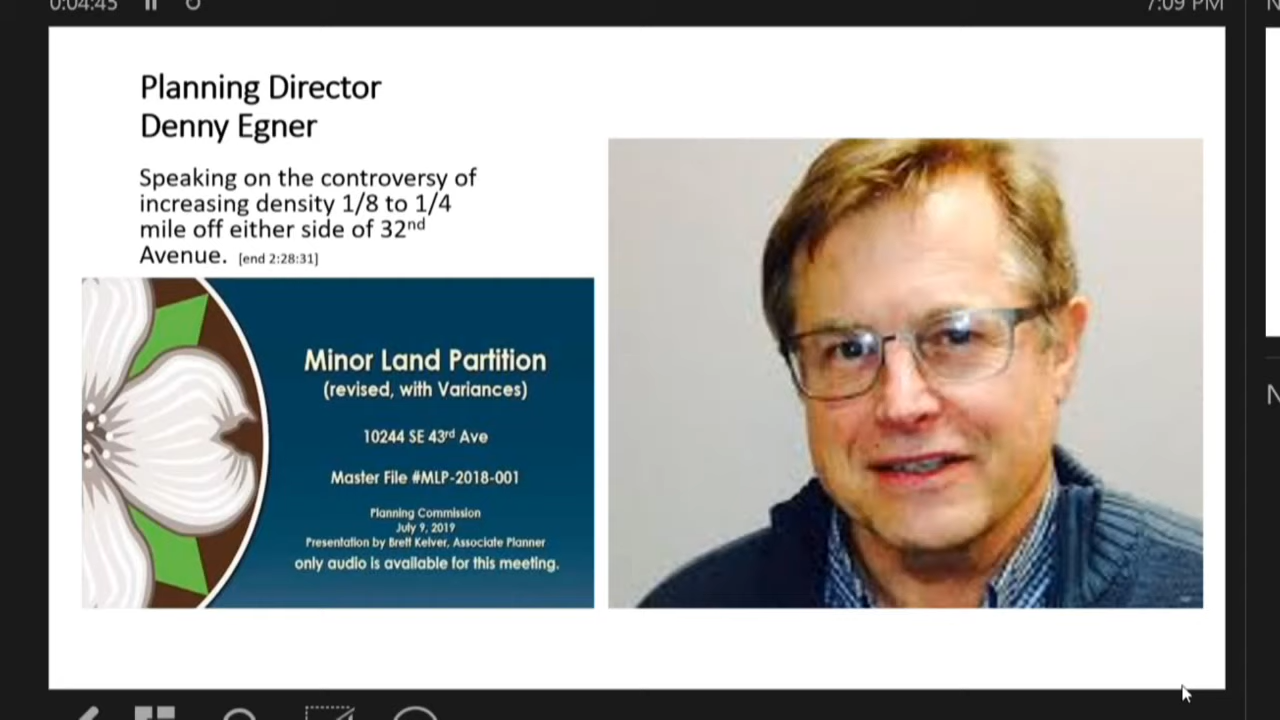 0:04:45
7:09 PM
Planning Director
Denny Egner
Speaking on the controversy of
increasing density 1/8 to 1/4
mile off either side of 32nd
Avenue. [end 2:28:31]
Minor Land Partition
(revised, with Variances)
10244 SE 43rd Ave
Master File #MLP-2018-001
Planning Commission
July 9, 2019
Presentation by Brett Kelver, Associate Planner
only audio is available for this meeting.